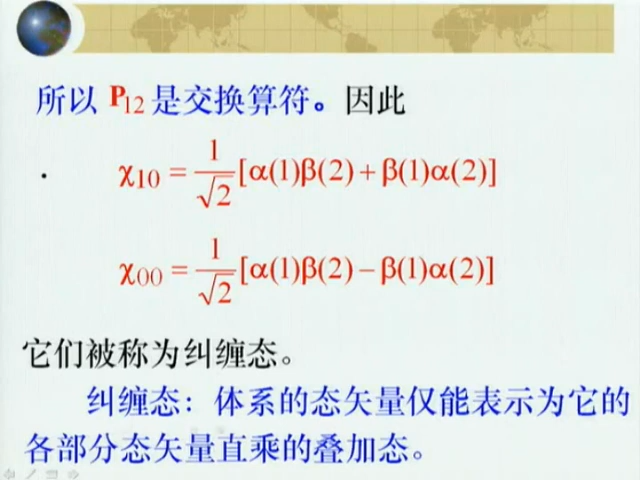 所以 P₁₂ 是交换算符。因此
χ₁₀ = 1/√2 [α(1)β(2) + β(1)α(2)]
χ₀₀ = 1/√2 [α(1)β(2) − β(1)α(2)]
它们被称为纠缠态。
纠缠态：体系的态矢量仅能表示为它的
各部分态矢量直乘的叠加态。